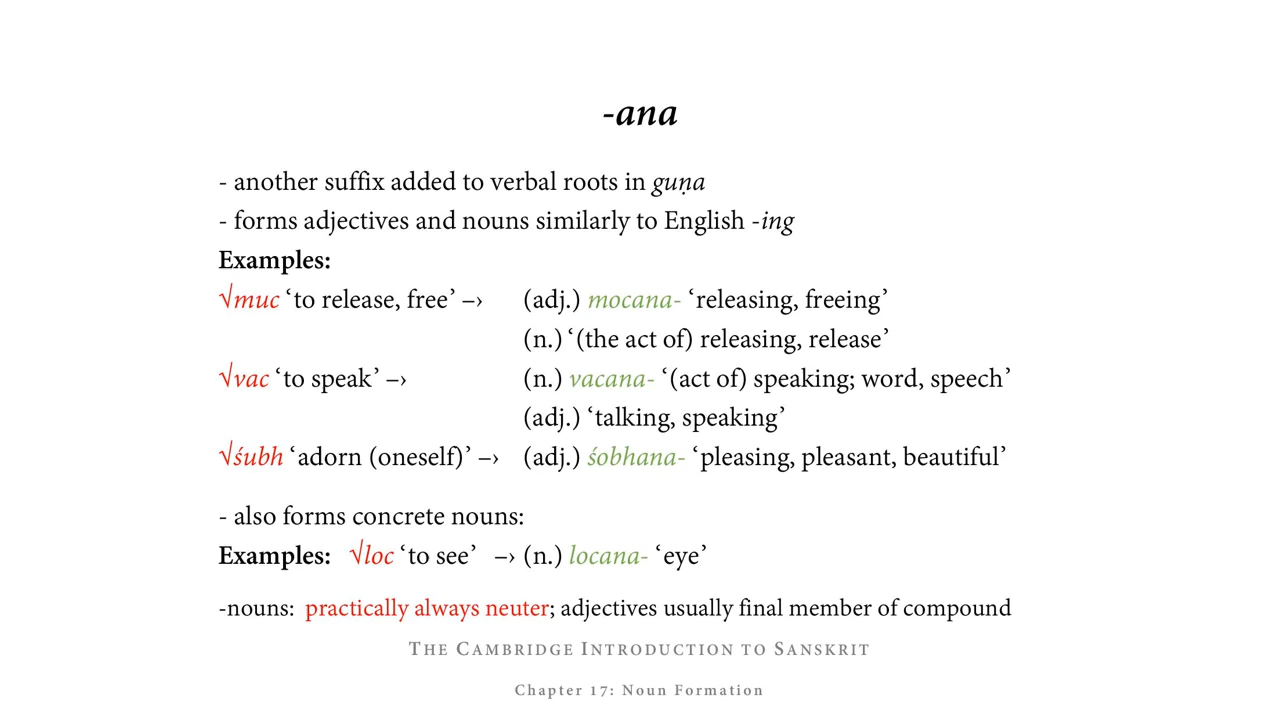 -ana
- another suffix added to verbal roots in guṇa
- forms adjectives and nouns similarly to English -ing
Examples:
√muc ‘to release, free’ –› (adj.) mocana- ‘releasing, freeing’
(n.) ‘(the act of) releasing, release’
√vac ‘to speak’ –› (n.) vacana- ‘(act of) speaking; word, speech’
(adj.) ‘talking, speaking’
√śubh ‘adorn (oneself)’ –› (adj.) śobhana- ‘pleasing, pleasant, beautiful’
- also forms concrete nouns:
Examples: √loc ‘to see’ –› (n.) locana- ‘eye’
-nouns: practically always neuter; adjectives usually final member of compound
The Cambridge Introduction to Sanskrit
Chapter 17: Noun Formation